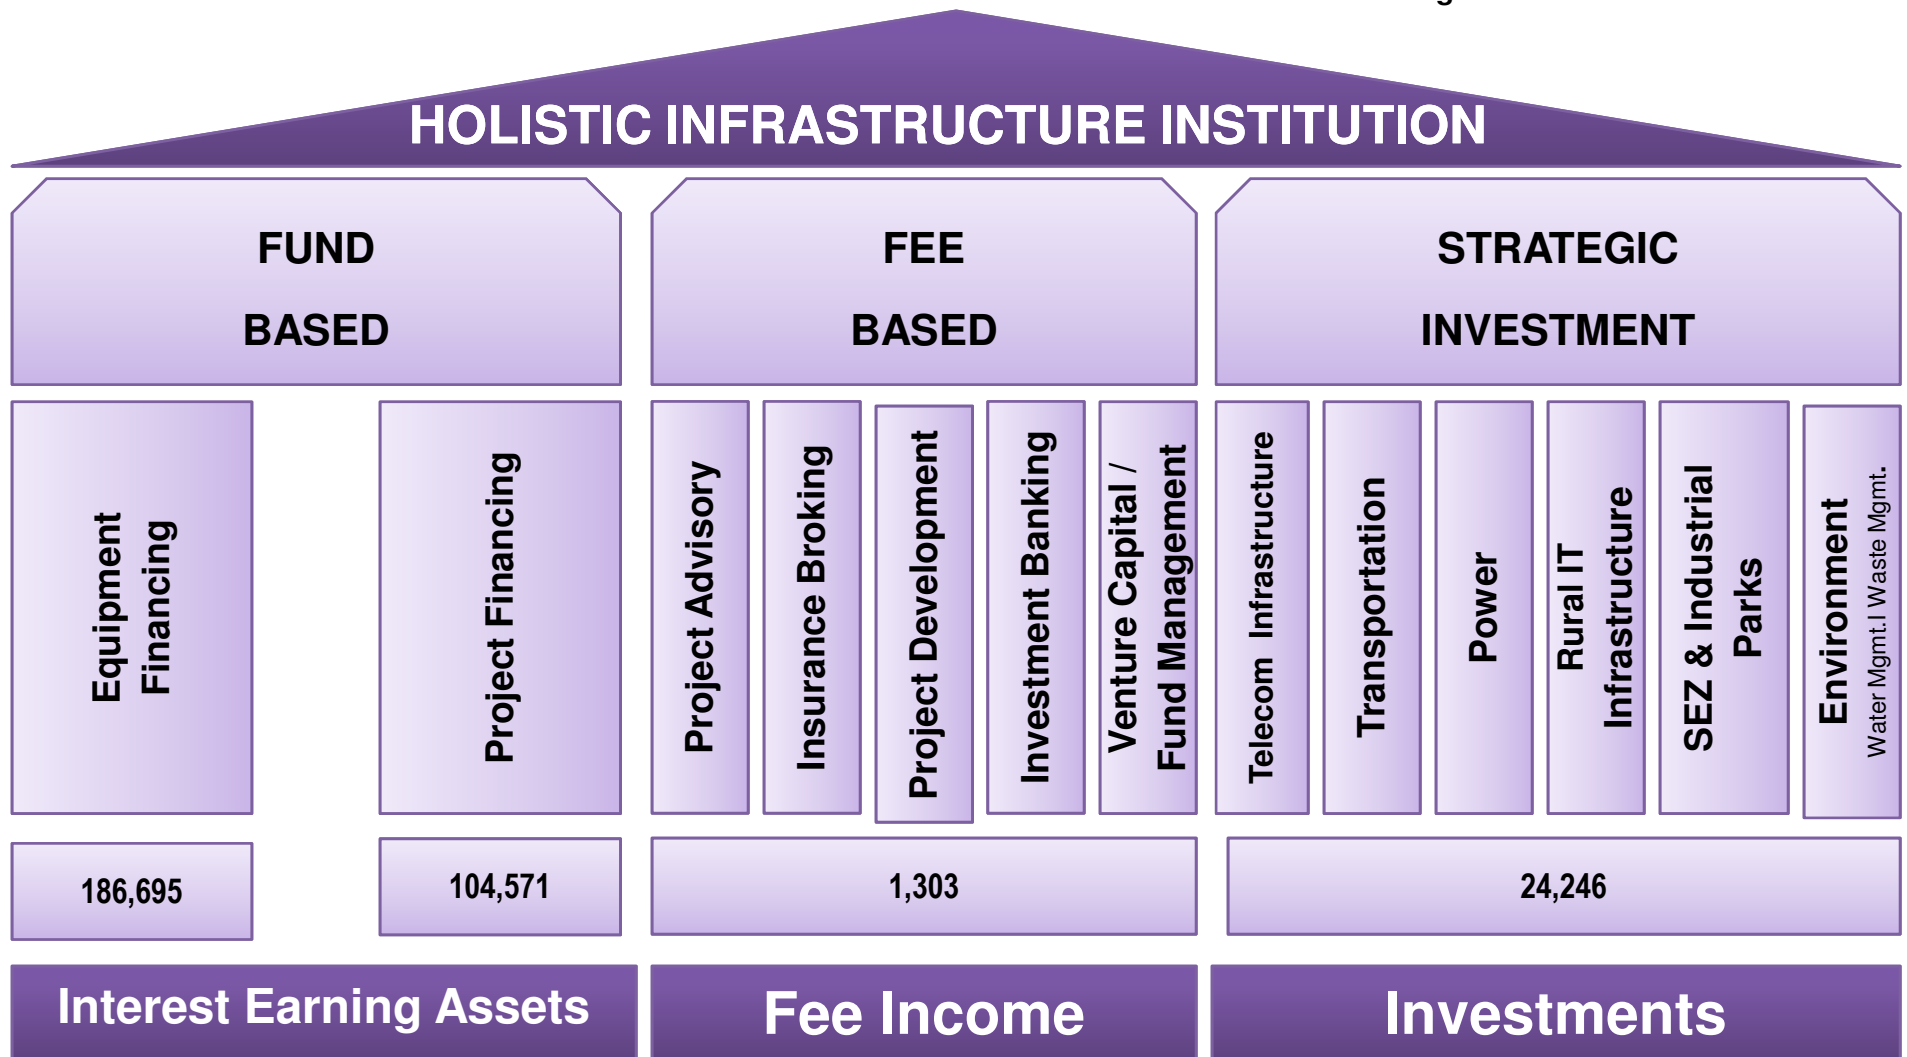 HOLISTIC INFRASTRUCTURE INSTITUTION
FUND
BASED
FEE
BASED
STRATEGIC
INVESTMENT
Equipment
Financing
Project Financing
Project Advisory
Insurance Broking
Project Development
Investment Banking
Venture Capital /
Fund Management
Telecom Infrastructure
Transportation
Power
Rural IT
Infrastructure
SEZ & Industrial
Parks
Environment
Water Mgmt.I Waste Mgmt.
186,695
104,571
1,303
24,246
Interest Earning Assets
Fee Income
Investments